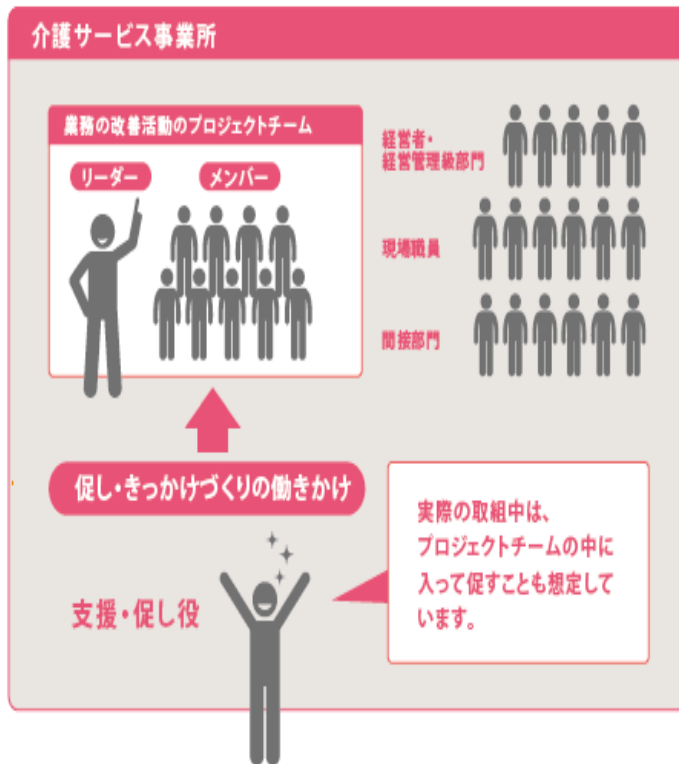 介護サービス事業所
業務の改善活動のプロジェクトチーム
リーダー
メンバー
経営者・
経営管理級部門
現場職員
間接部門
促し・きっかけづくりの働きかけ
支援・促し役
実際の取組中は、
プロジェクトチームの中に
入って促すことも想定して
います。